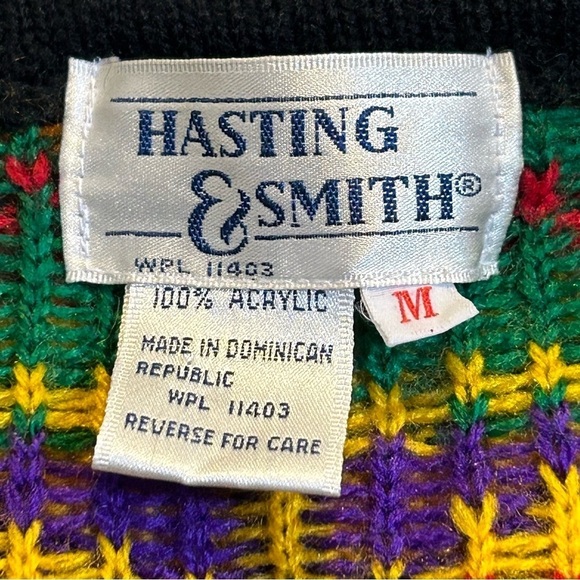 HASTING
& SMITH®
WPL 11403
100% ACRYLIC
M
MADE IN DOMINICAN
REPUBLIC
WPL 11403
REVERSE FOR CARE